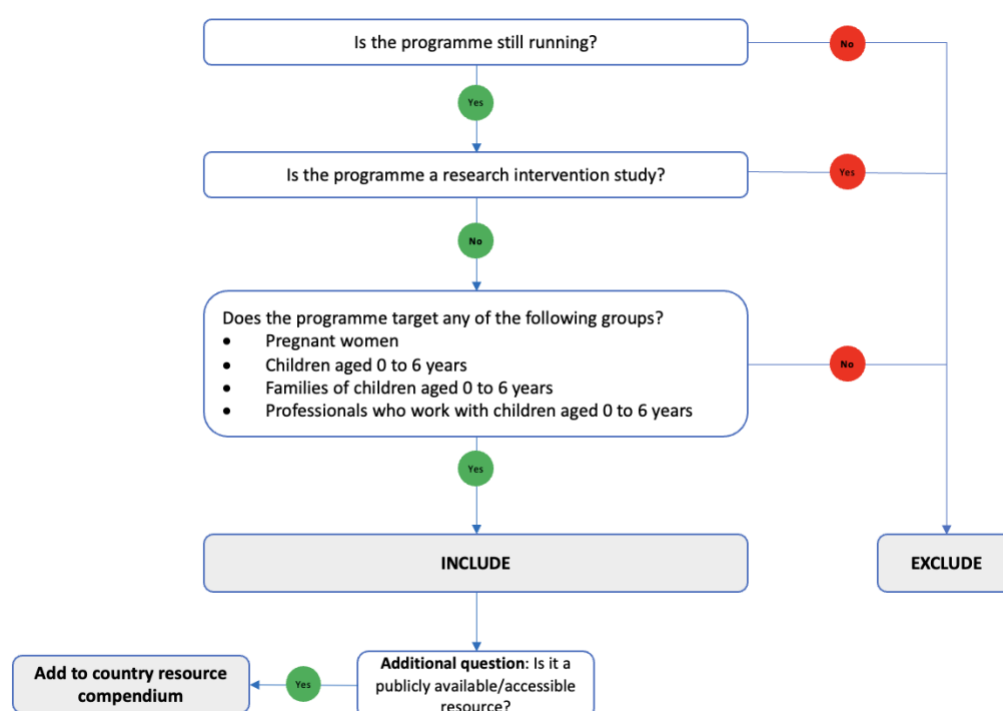 Is the programme still running?
No
Yes
Is the programme a research intervention study?
Yes
No
Does the programme target any of the following groups?
• Pregnant women
• Children aged 0 to 6 years
• Families of children aged 0 to 6 years
• Professionals who work with children aged 0 to 6 years
No
Yes
INCLUDE
EXCLUDE
Additional question: Is it a
publicly available/accessible
resource?
Yes
Add to country resource
compendium